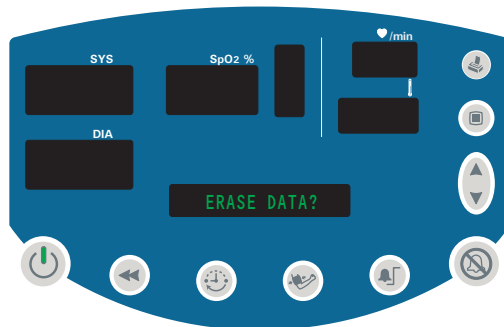 SYS
SpO2 %
/min
DIA
ERASE DATA?